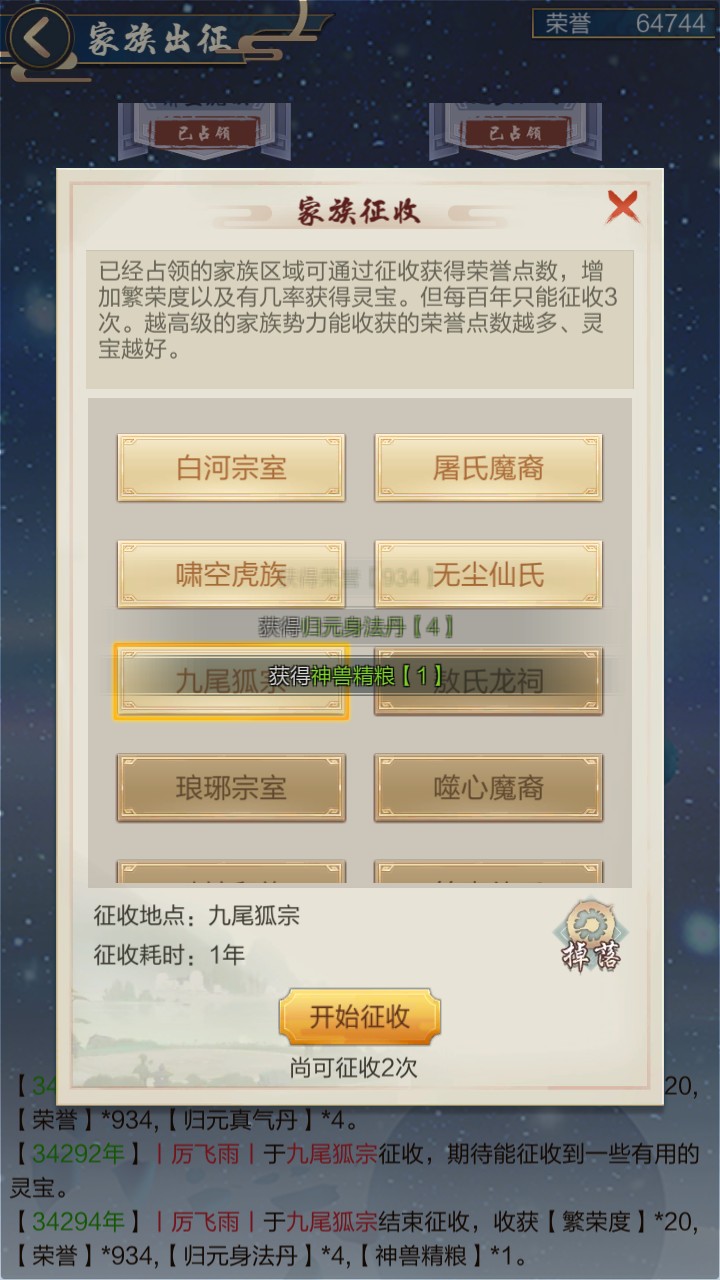 家族出征
荣誉 64744
已占领 已占领
家族征收
已经占领的家族区域可通过征收获得荣誉点数，增
加繁荣度以及有几率获得灵宝。但每百年只能征收3
次。越高级的家族势力能收获的荣誉点数越多、灵
宝越好。
白河宗室 屠氏魔裔
啸空虎族 无尘仙氏
获得荣誉【934】
获得归元身法丹【4】
九尾狐宗 敖氏龙祠
获得神兽精粮【1】
琅琊宗室 噬心魔裔
征收地点：九尾狐宗
征收耗时：1年
掉落
开始征收
尚可征收2次
【34 20,
【荣誉】*934,【归元真气丹】*4。
【34292年】丨厉飞雨丨于九尾狐宗征收，期待能征收到一些有用的
灵宝。
【34294年】丨厉飞雨丨于九尾狐宗结束征收，收获【繁荣度】*20,
【荣誉】*934,【归元身法丹】*4,【神兽精粮】*1。